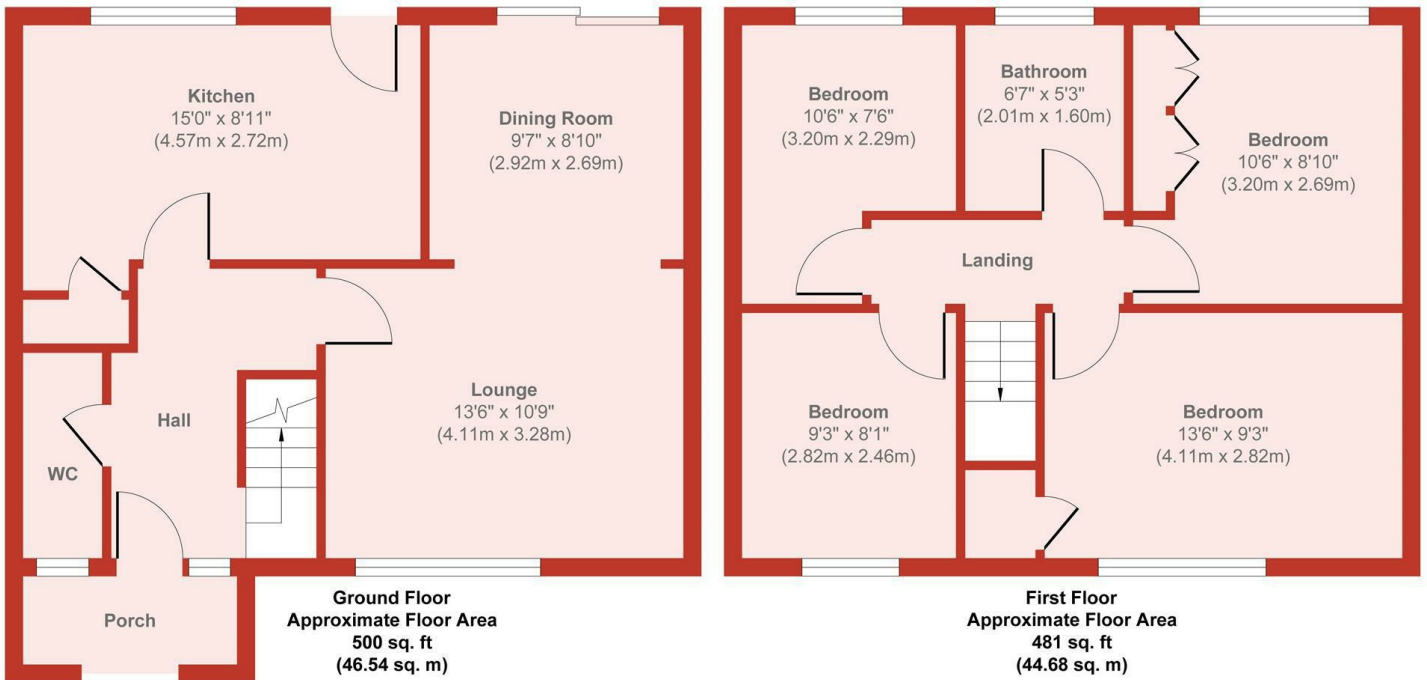 Kitchen
15'0" x 8'11"
(4.57m x 2.72m)
Dining Room
9'7" x 8'10"
(2.92m x 2.69m)
Lounge
13'6" x 10'9"
(4.11m x 3.28m)
Hall
WC
Porch
Ground Floor
Approximate Floor Area
500 sq. ft
(46.54 sq. m)
Bedroom
10'6" x 7'6"
(3.20m x 2.29m)
Bathroom
6'7" x 5'3"
(2.01m x 1.60m)
Bedroom
10'6" x 8'10"
(3.20m x 2.69m)
Landing
Bedroom
9'3" x 8'1"
(2.82m x 2.46m)
Bedroom
13'6" x 9'3"
(4.11m x 2.82m)
First Floor
Approximate Floor Area
481 sq. ft
(44.68 sq. m)